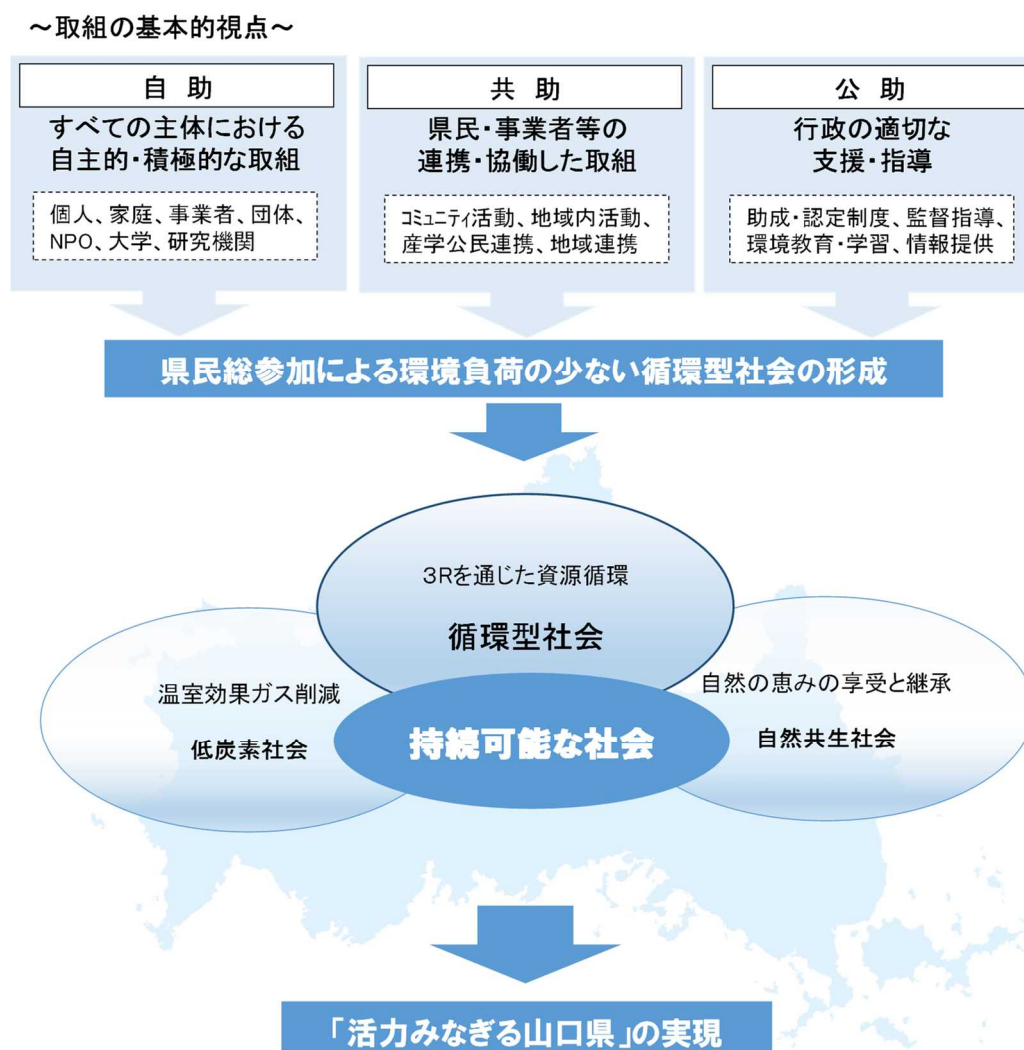 ～取組の基本的視点～
自 助
すべての主体における
自主的・積極的な取組
個人、家庭、事業者、団体、
NPO、大学、研究機関
共 助
県民・事業者等の
連携・協働した取組
ｺﾐｭﾆﾃｨ活動、地域内活動、
産学公民連携、地域連携
公 助
行政の適切な
支援・指導
助成・認定制度、監督指導、
環境教育・学習、情報提供
県民総参加による環境負荷の少ない循環型社会の形成
3Rを通じた資源循環
循環型社会
温室効果ガス削減
低炭素社会
自然の恵みの享受と継承
自然共生社会
持続可能な社会
「活力みなぎる山口県」の実現